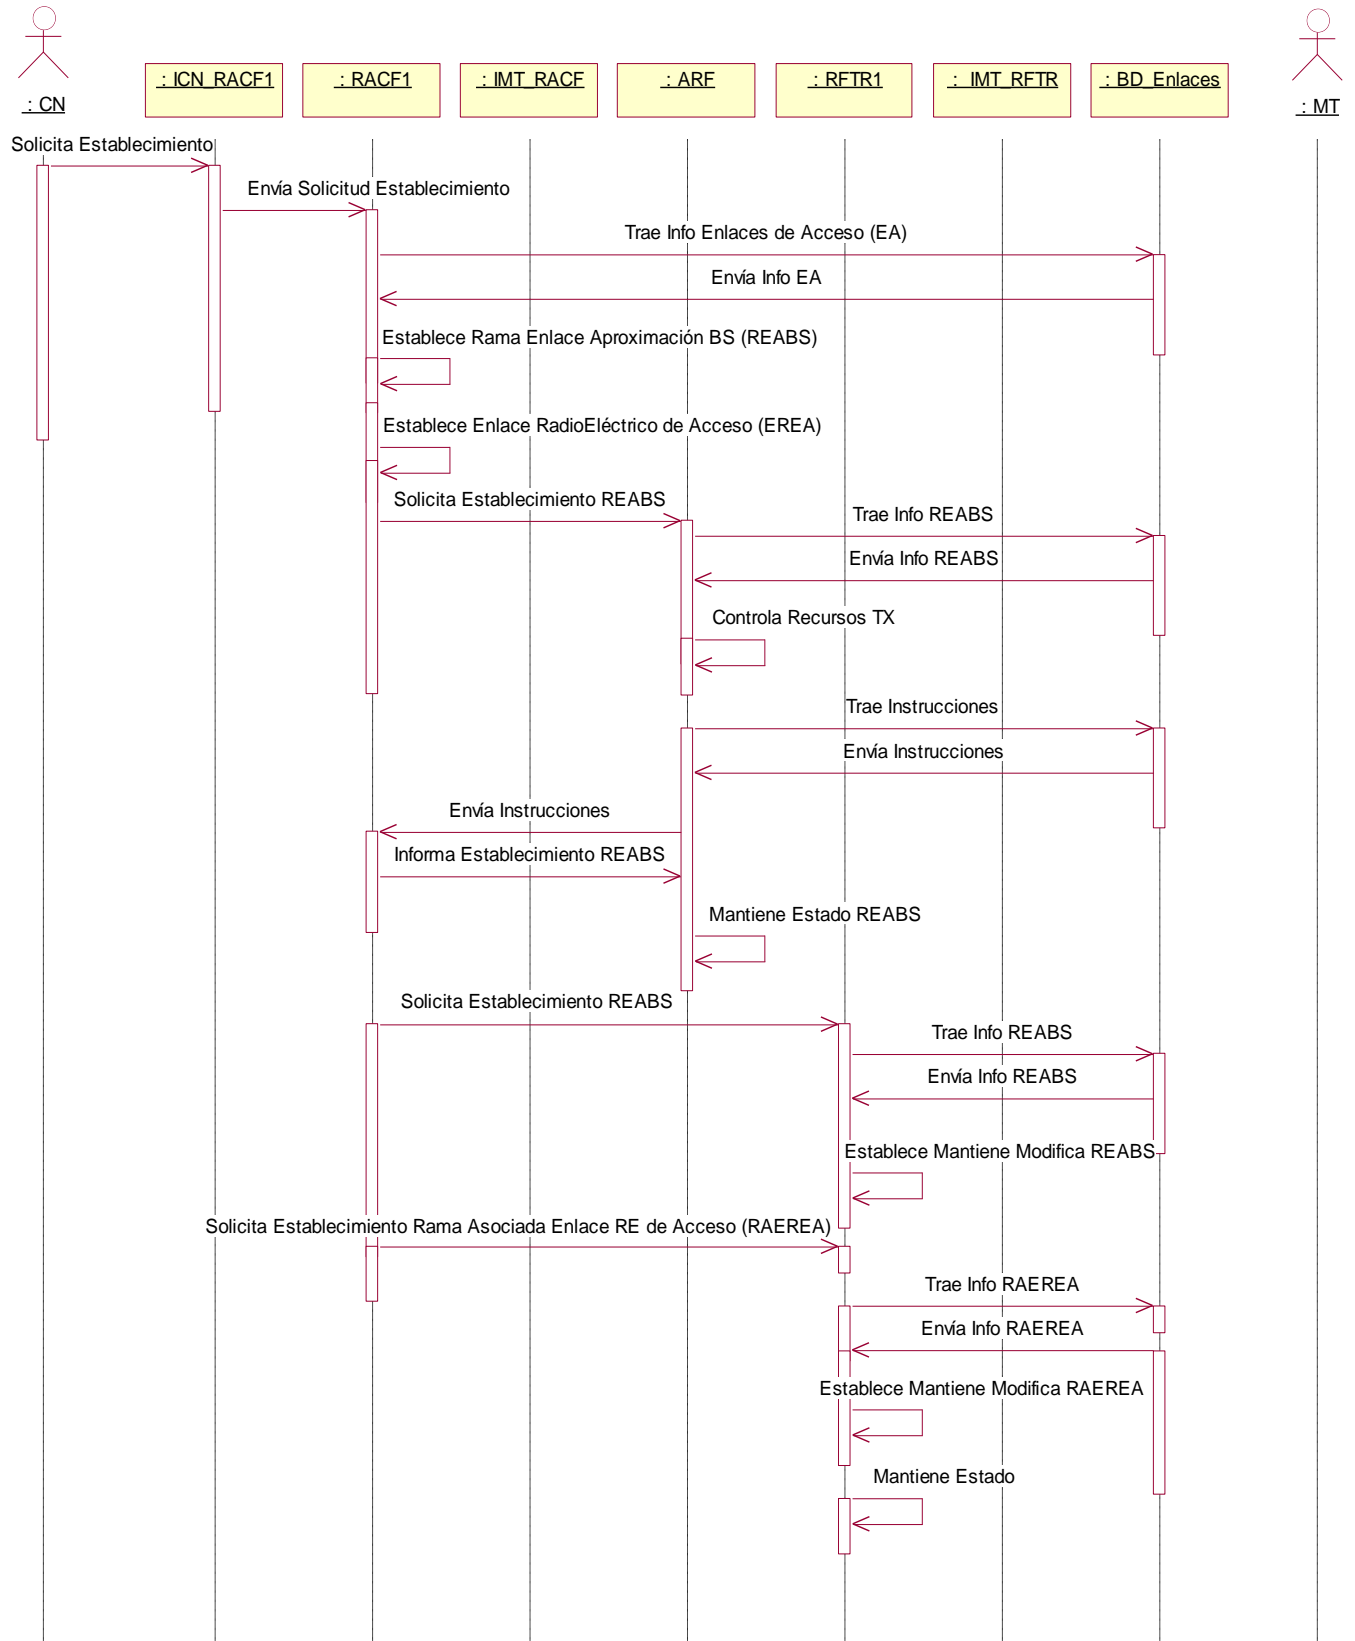 : ICN_RACF1
: RACF1
: IMT_RACF
: ARF
: RFTR1
: IMT_RFTR
: BD_Enlaces
: CN
: MT
Solicita Establecimiento
Envía Solicitud Establecimiento
Trae Info Enlaces de Acceso (EA)
Envía Info EA
Establece Rama Enlace Aproximación BS (REABS)
Establece Enlace RadioEléctrico de Acceso (EREA)
Solicita Establecimiento REABS
Trae Info REABS
Envía Info REABS
Controla Recursos TX
Trae Instrucciones
Envía Instrucciones
Envía Instrucciones
Informa Establecimiento REABS
Mantiene Estado REABS
Solicita Establecimiento REABS
Trae Info REABS
Envía Info REABS
Establece Mantiene Modifica REABS
Solicita Establecimiento Rama Asociada Enlace RE de Acceso (RAEREA)
Trae Info RAEREA
Envía Info RAEREA
Establece Mantiene Modifica RAEREA
Mantiene Estado